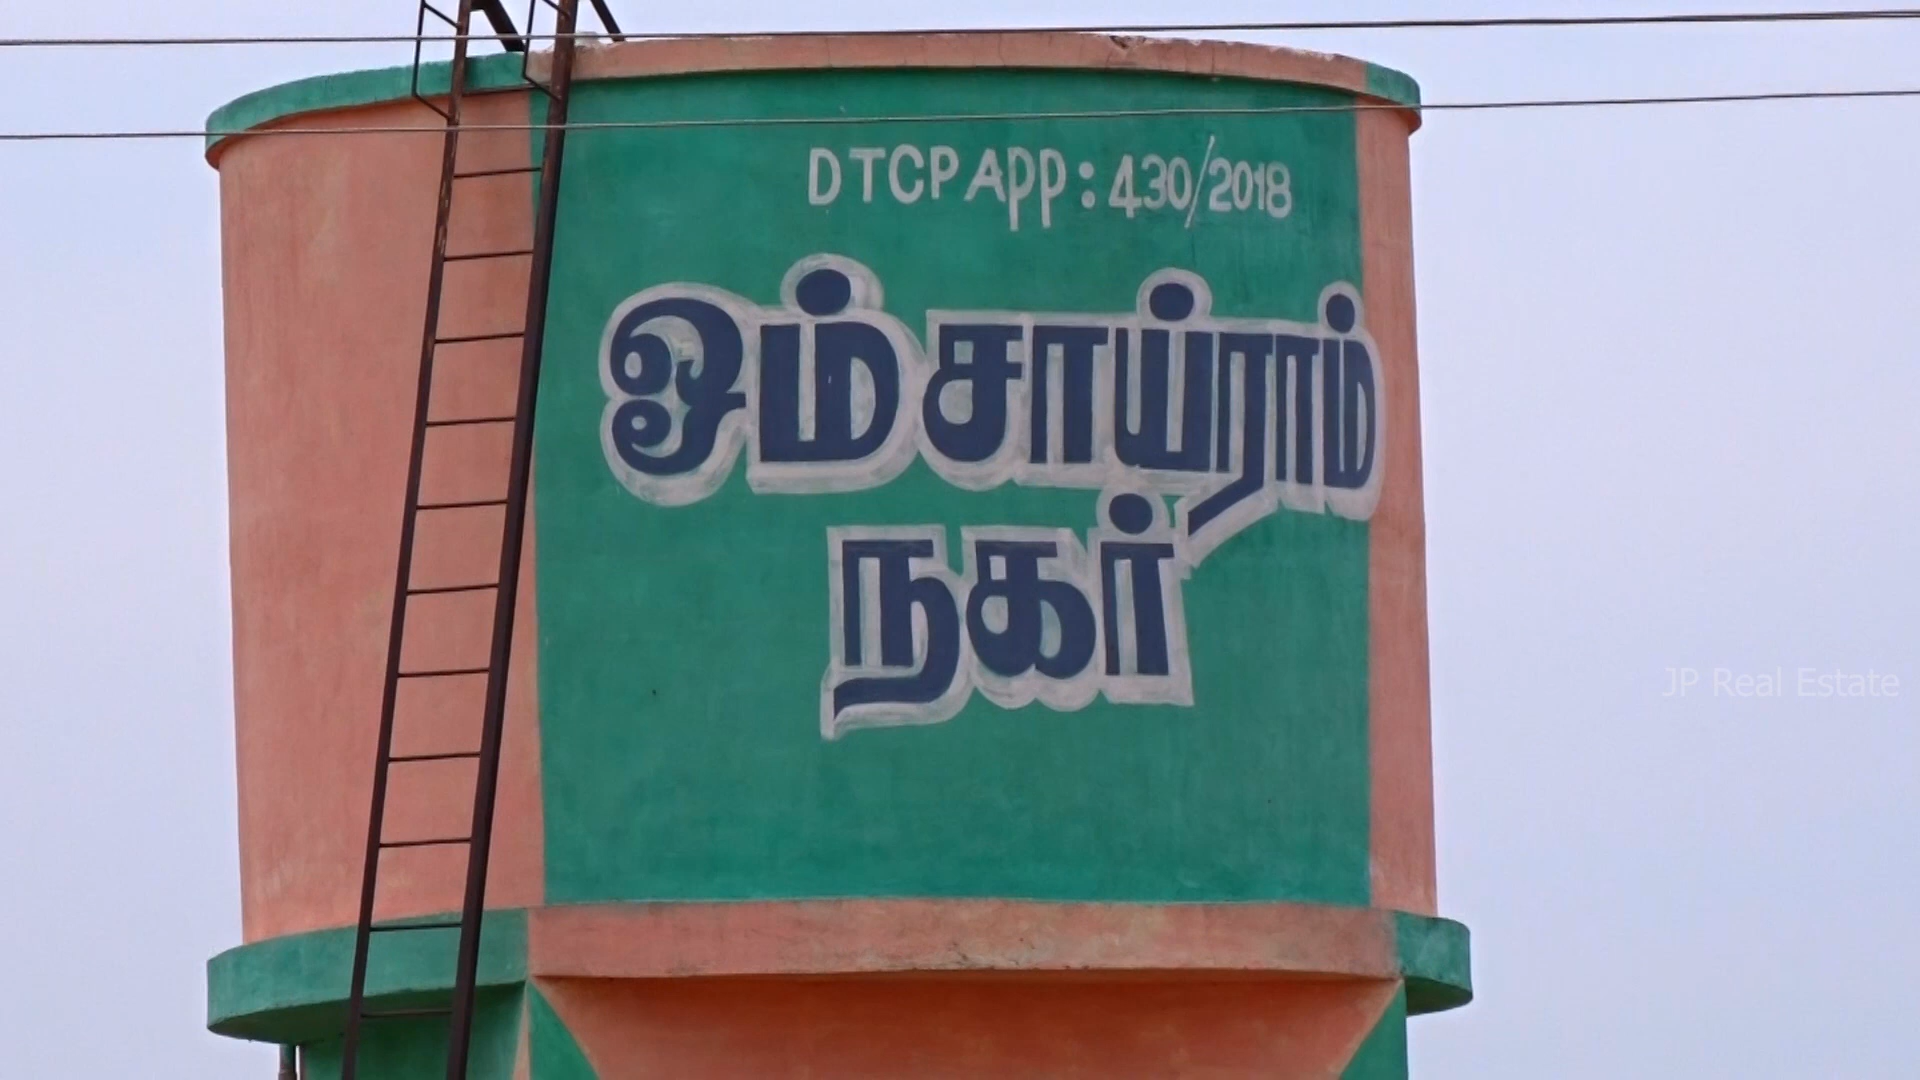 DTCP APP: 430/2018
ஓம் சாய்ராம்
நகர்
JP Real Estate